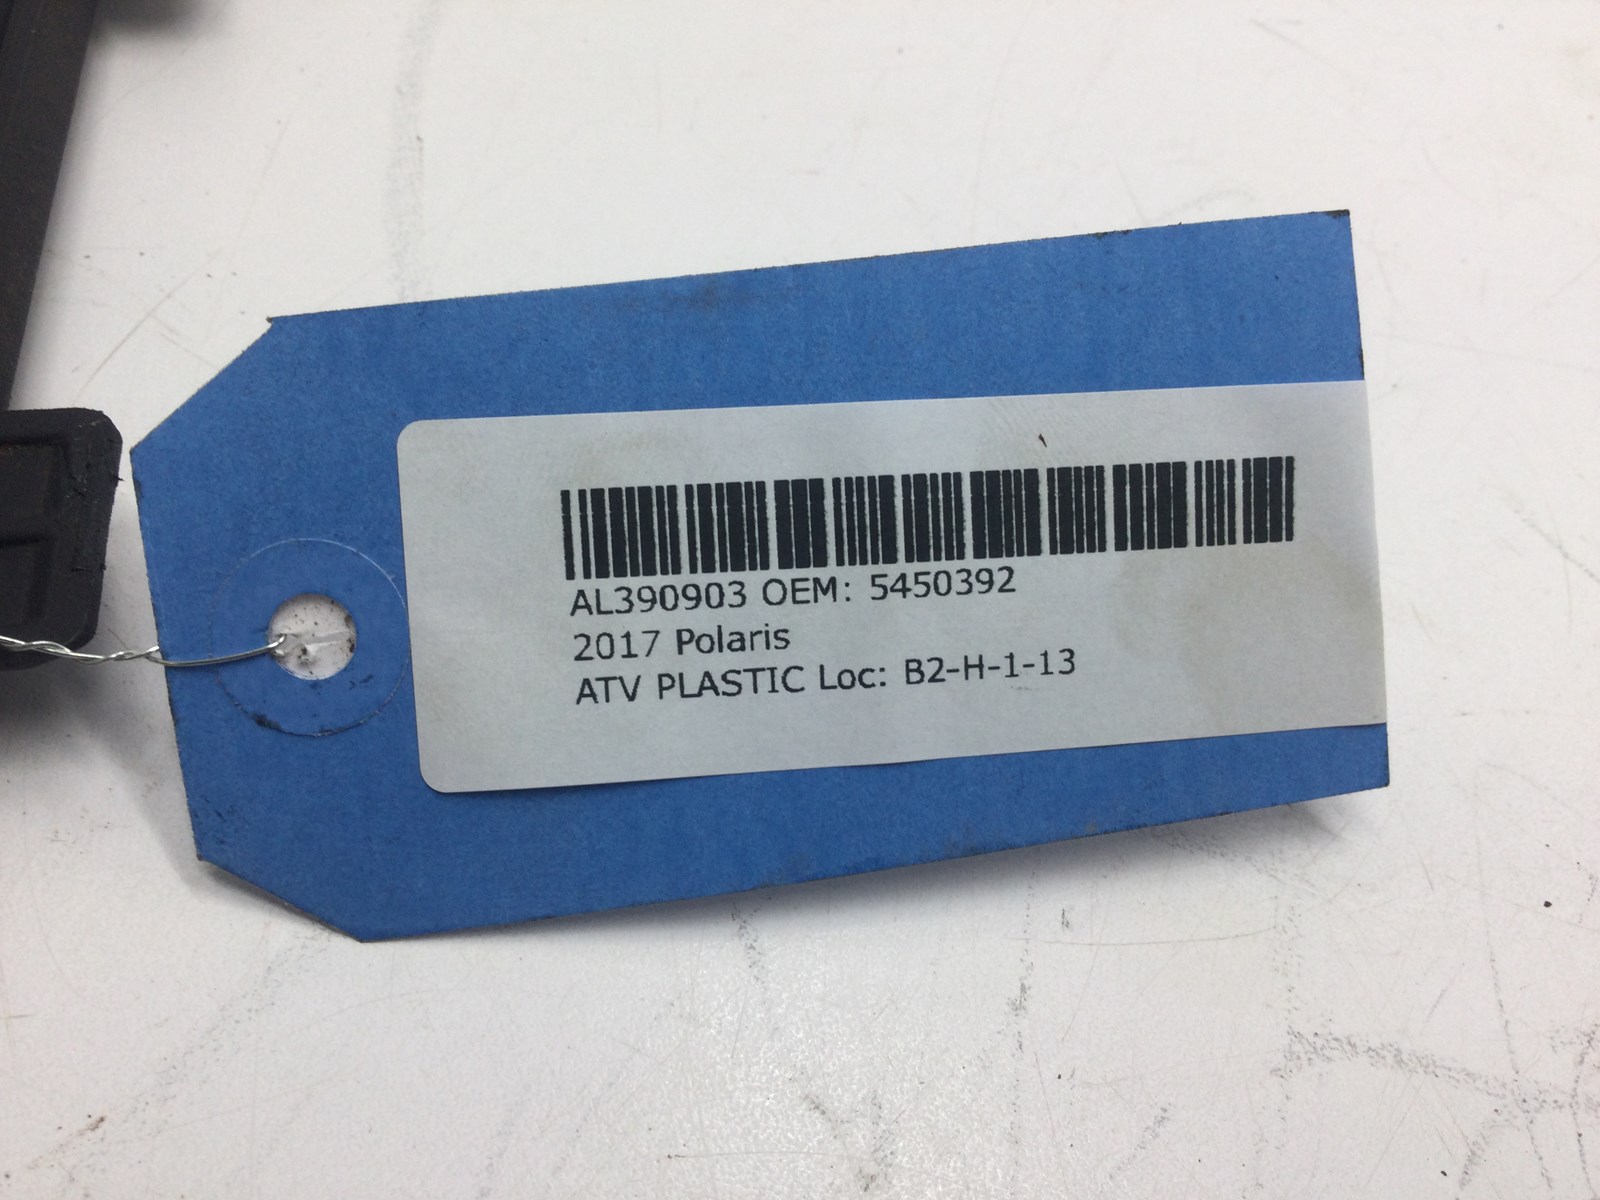 AL390903 OEM: 5450392
2017 Polaris
ATV PLASTIC Loc: B2-H-1-13